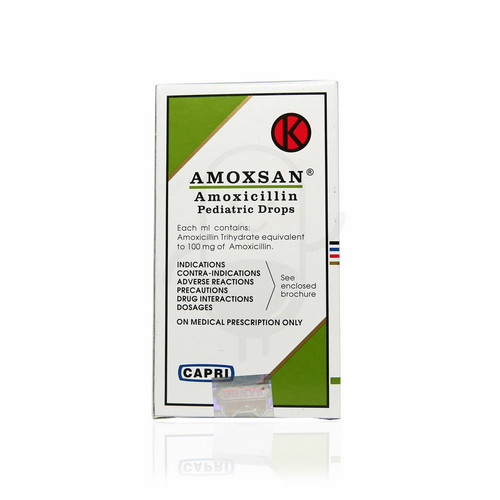 K
AMOXSAN®
Amoxicillin
Pediatric Drops
Each ml contains:
Amoxicillin Trihydrate equivalent
to 100 mg of Amoxicillin.
INDICATIONS
CONTRA-INDICATIONS
ADVERSE REACTIONS
PRECAUTIONS
DRUG INTERACTIONS
DOSAGES
See
enclosed
brochure
ON MEDICAL PRESCRIPTION ONLY
CAPRI